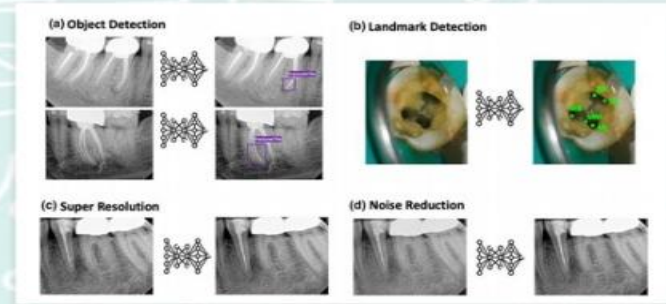 (a) Object Detection
(b) Landmark Detection
(c) Super Resolution
(d) Noise Reduction